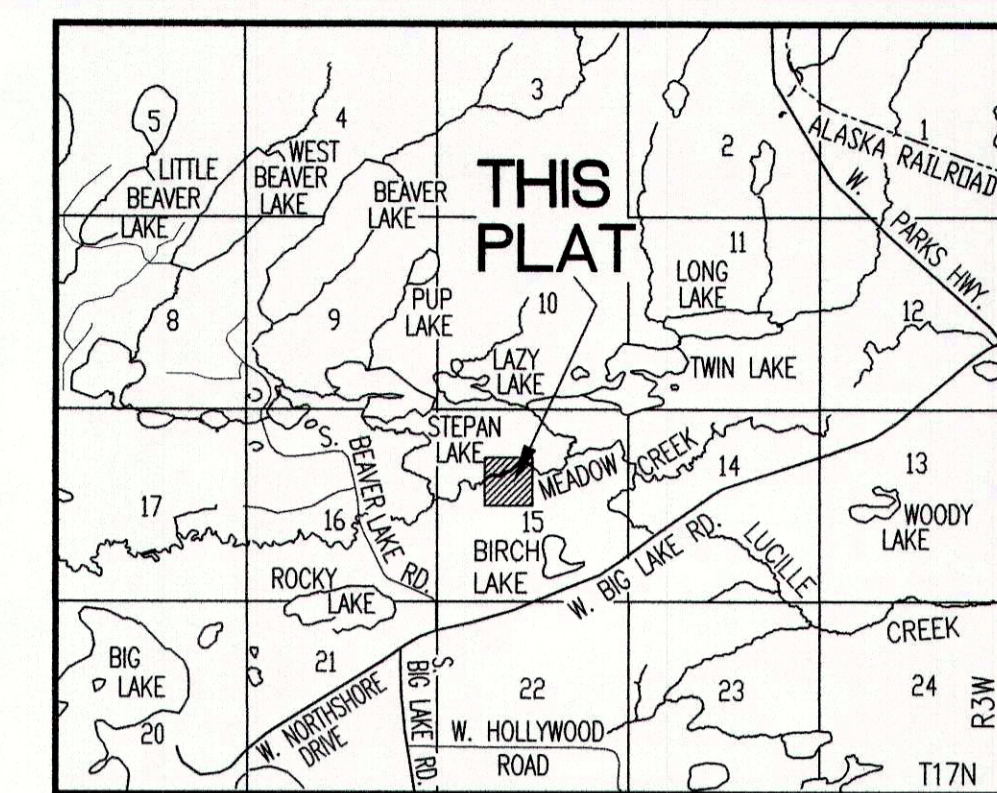 5
4
3
2
1
LITTLE
BEAVER
LAKE
WEST
BEAVER
LAKE
BEAVER
LAKE
THIS
PLAT
ALASKA RAILROAD
W. PARKS HWY.
8
9
PUP
LAKE
10
11
LONG
LAKE
12
LAZY
LAKE
TWIN LAKE
STEPAN
LAKE
S. BEAVER LAKE RD.
MEADOW CREEK
17
16
15
14
13
WOODY
LAKE
BIRCH
LAKE
ROCKY
LAKE
W. BIG LAKE RD.
LUCILLE
CREEK
BIG
LAKE
20
21
22
23
24
W. NORTHSHORE
DRIVE
S. BIG LAKE RD.
W. HOLLYWOOD
ROAD
R3W
T17N